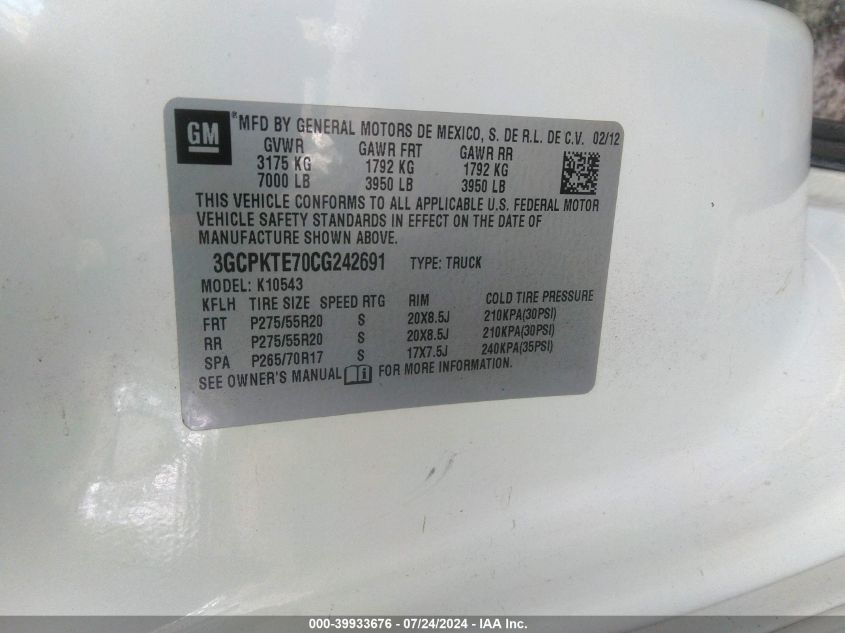 GM ® MFD BY GENERAL MOTORS DE MEXICO, S. DE R.L. DE C.V. 02/12
GVWR GAWR FRT GAWR RR
3175 KG 1792 KG 1792 KG
7000 LB 3950 LB 3950 LB
THIS VEHICLE CONFORMS TO ALL APPLICABLE U.S. FEDERAL MOTOR
VEHICLE SAFETY STANDARDS IN EFFECT ON THE DATE OF
MANUFACTURE SHOWN ABOVE.
3GCPKTE70CG242691 TYPE: TRUCK
MODEL: K10543
KFLH TIRE SIZE SPEED RTG RIM COLD TIRE PRESSURE
FRT P275/55R20 S 20X8.5J 210KPA(30PSI)
RR P275/55R20 S 20X8.5J 210KPA(30PSI)
SPA P265/70R17 S 17X7.5J 240KPA(35PSI)
SEE OWNER'S MANUAL i FOR MORE INFORMATION.
000-39933676 / 07/24/2024 - IAA Inc.